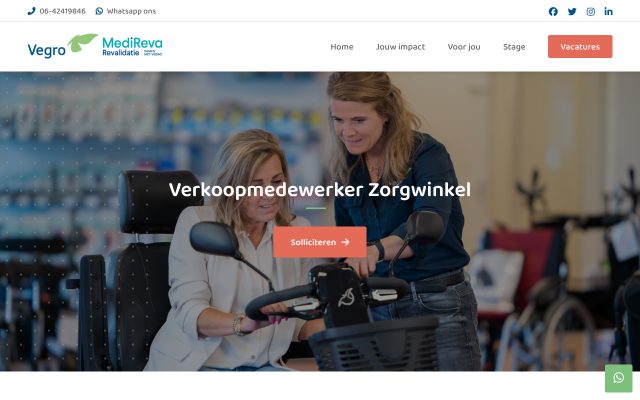 06-42419846 Whatsapp ons
Vegro MediReva
Revalidatie
Home Jouw impact Voor jou Stage Vacatures
Verkoopmedewerker Zorgwinkel
Solliciteren